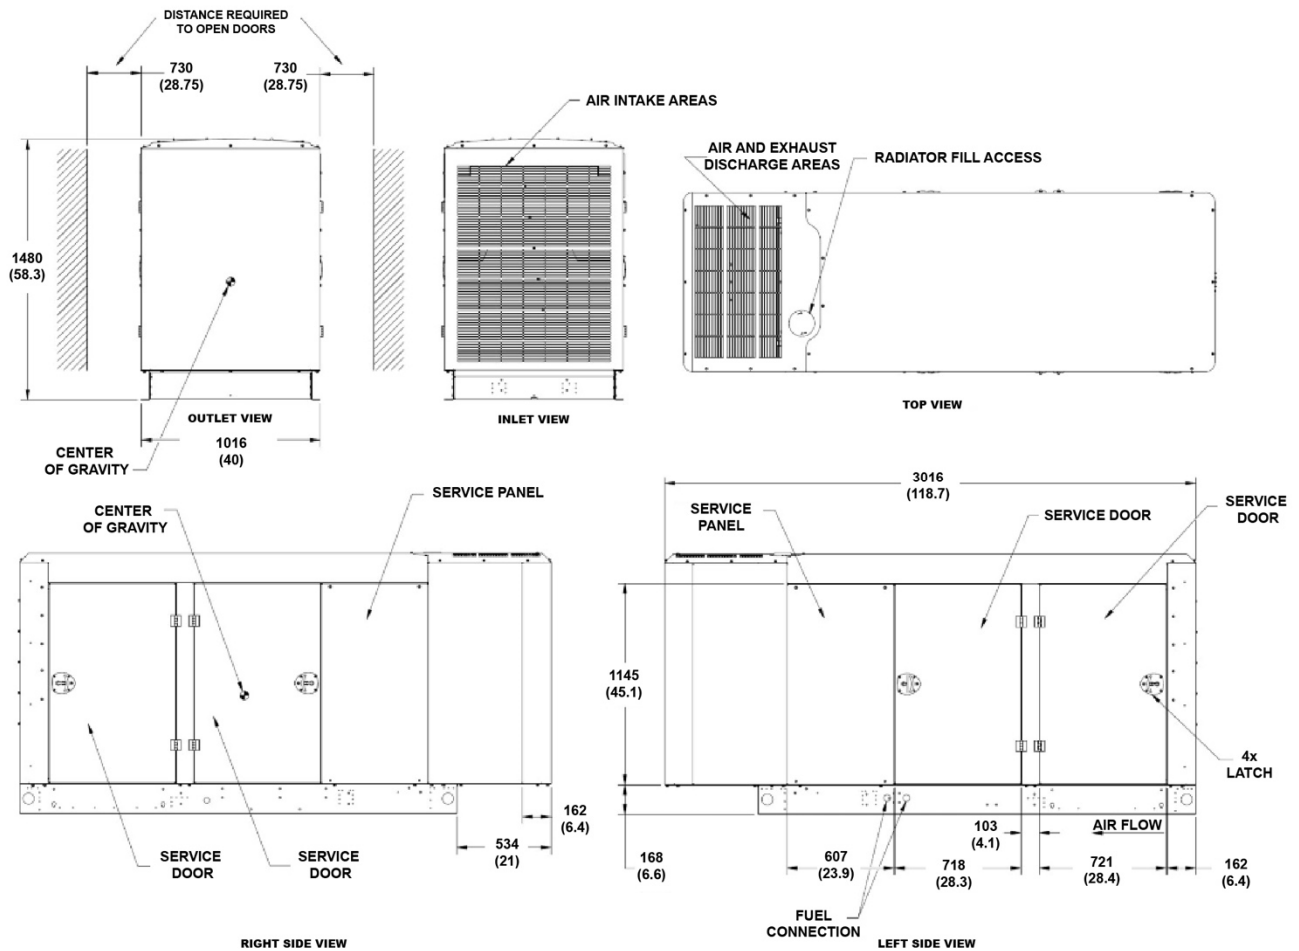 DISTANCE REQUIRED
TO OPEN DOORS
730
(28.75)
730
(28.75)
1480
(58.3)
OUTLET VIEW
1016
(40)
CENTER
OF GRAVITY
AIR INTAKE AREAS
INLET VIEW
AIR AND EXHAUST
DISCHARGE AREAS
RADIATOR FILL ACCESS
TOP VIEW
CENTER
OF GRAVITY
SERVICE PANEL
SERVICE
DOOR
SERVICE
DOOR
162
(6.4)
534
(21)
RIGHT SIDE VIEW
3016
(118.7)
SERVICE
PANEL
SERVICE DOOR
SERVICE
DOOR
1145
(45.1)
4x
LATCH
168
(6.6)
607
(23.9)
718
(28.3)
103
(4.1)
AIR FLOW
721
(28.4)
162
(6.4)
FUEL
CONNECTION
LEFT SIDE VIEW